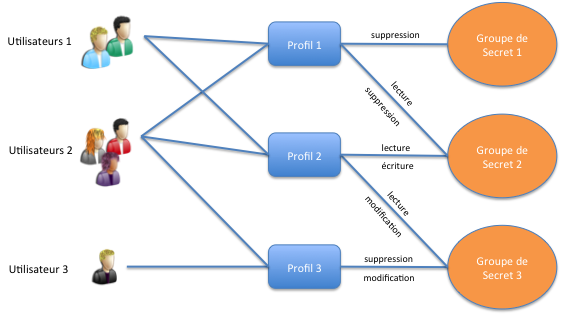 Utilisateurs 1
Profil 1
suppression
Groupe de
Secret 1
lecture
suppression
Utilisateurs 2
Profil 2
lecture
écriture
Groupe de
Secret 2
lecture
modification
Utilisateur 3
Profil 3
suppression
modification
Groupe de
Secret 3